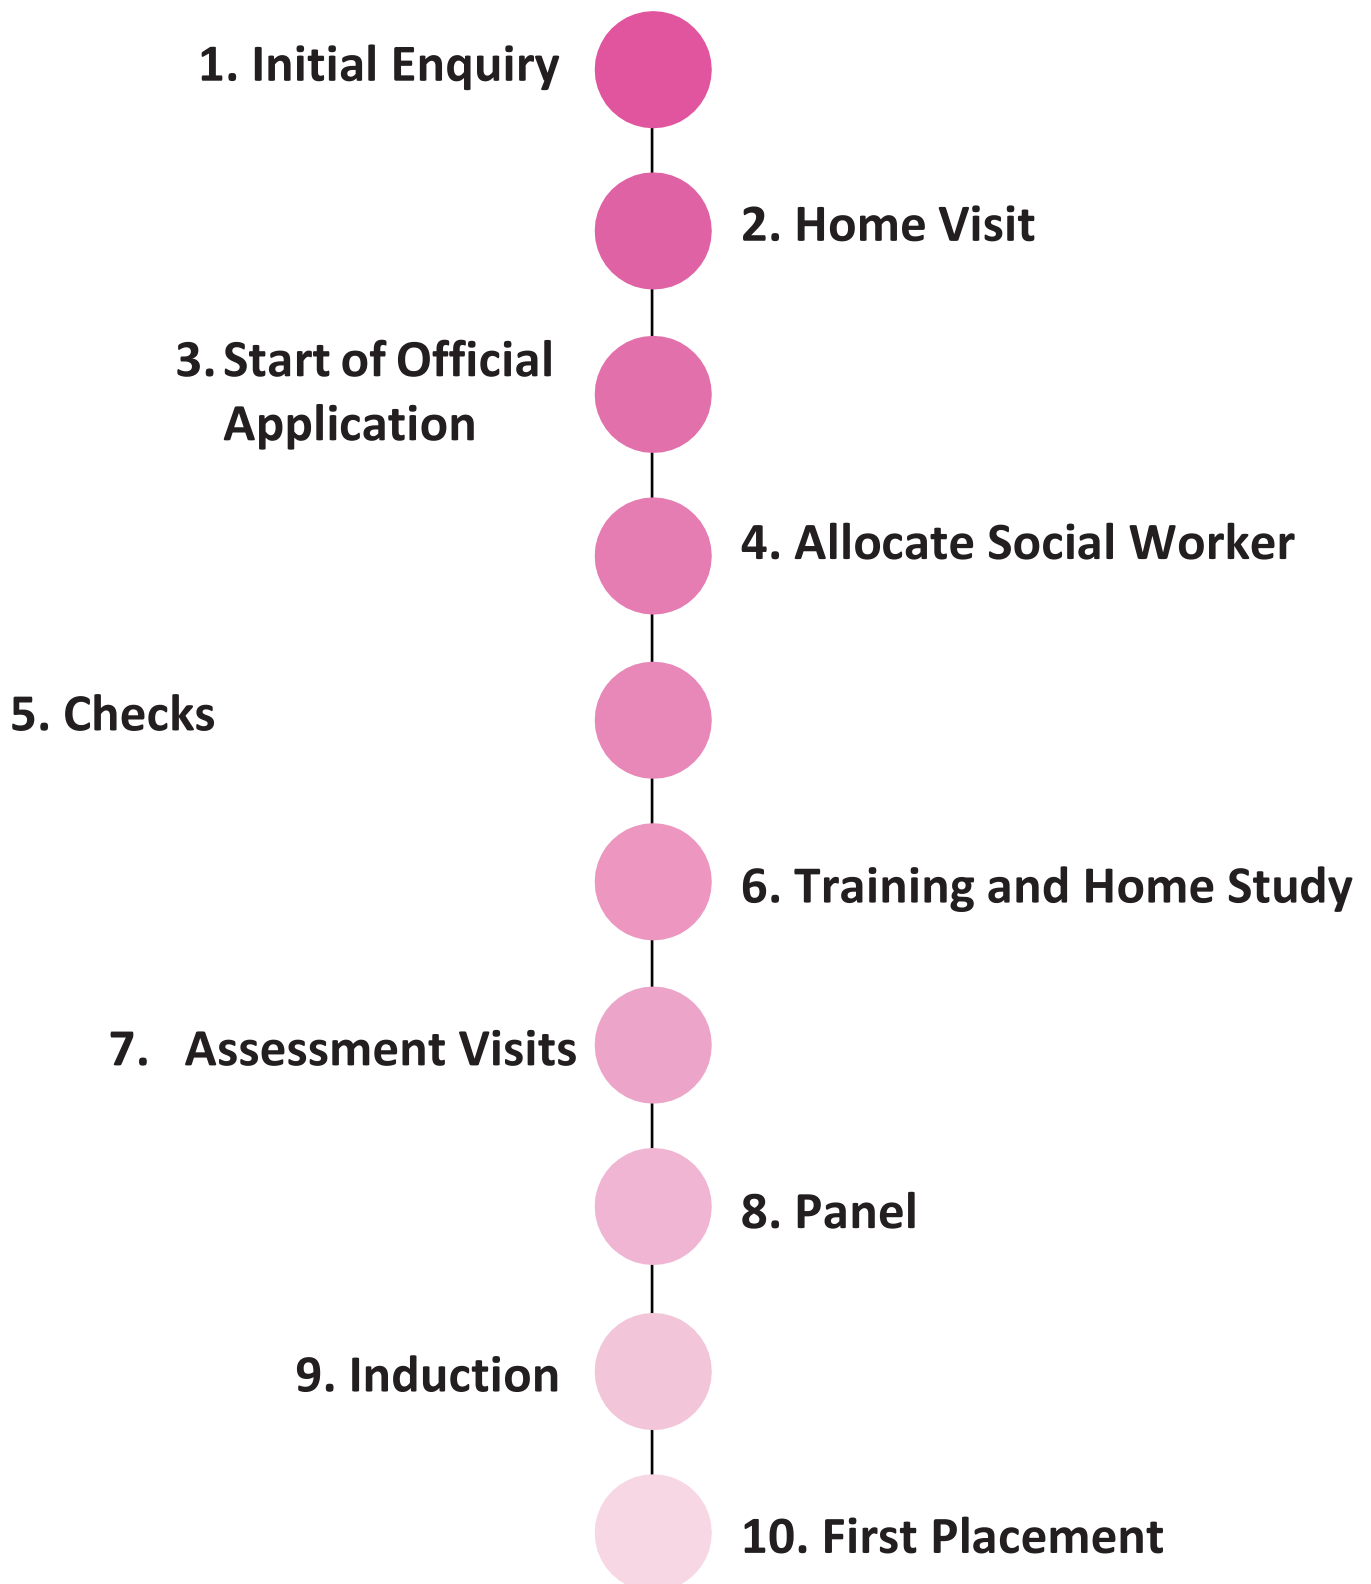 1. Initial Enquiry
2. Home Visit
3. Start of Official
Application
4. Allocate Social Worker
5. Checks
6. Training and Home Study
7. Assessment Visits
8. Panel
9. Induction
10. First Placement